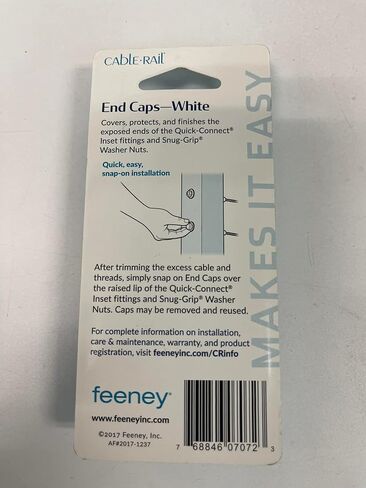 CABLE·RAIL
End Caps—White
Covers, protects, and finishes the
exposed ends of the Quick-Connect®
Inset fittings and Snug-Grip®
Washer Nuts.
Quick, easy,
snap-on installation
MAKES IT EASY
After trimming the excess cable and
threads, simply snap on End Caps over
the raised lip of the Quick-Connect®
Inset fittings and Snug-Grip® Washer
Nuts. Caps may be removed and reused.
For complete information on installation,
care & maintenance, warranty, and product
registration, visit feeneyinc.com/CRinfo
feeney®
www.feeneyinc.com
©2017 Feeney, Inc.
AF#2017-1237
7 68846 07072 3